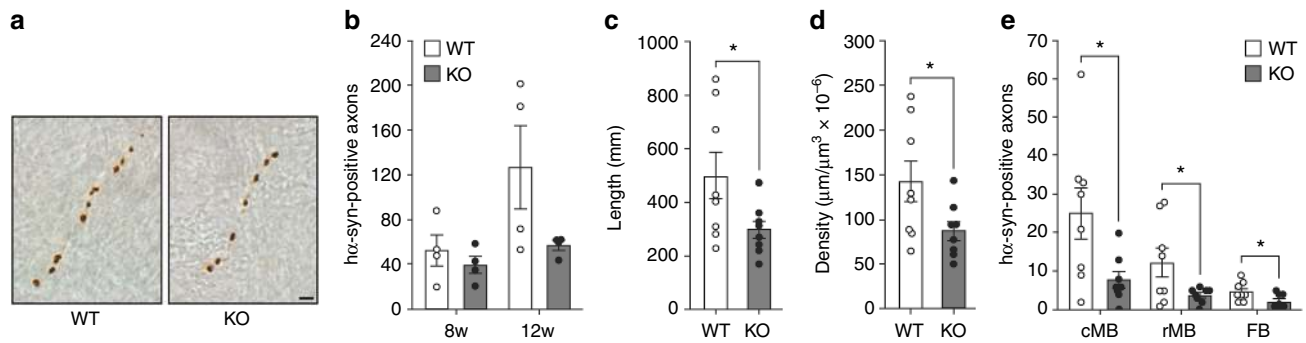 a
WT
KO
b
hα-syn-positive axons
240
200
160
120
80
40
0
WT
KO
8w
12w
c
Length (mm)
1000
800
600
400
200
0
*
WT
KO
d
Density (μm/μm³ × 10⁻⁶)
300
250
200
150
100
50
0
*
WT
KO
e
hα-syn-positive axons
70
60
50
40
30
20
10
0
*
*
*
WT
KO
cMB
rMB
FB